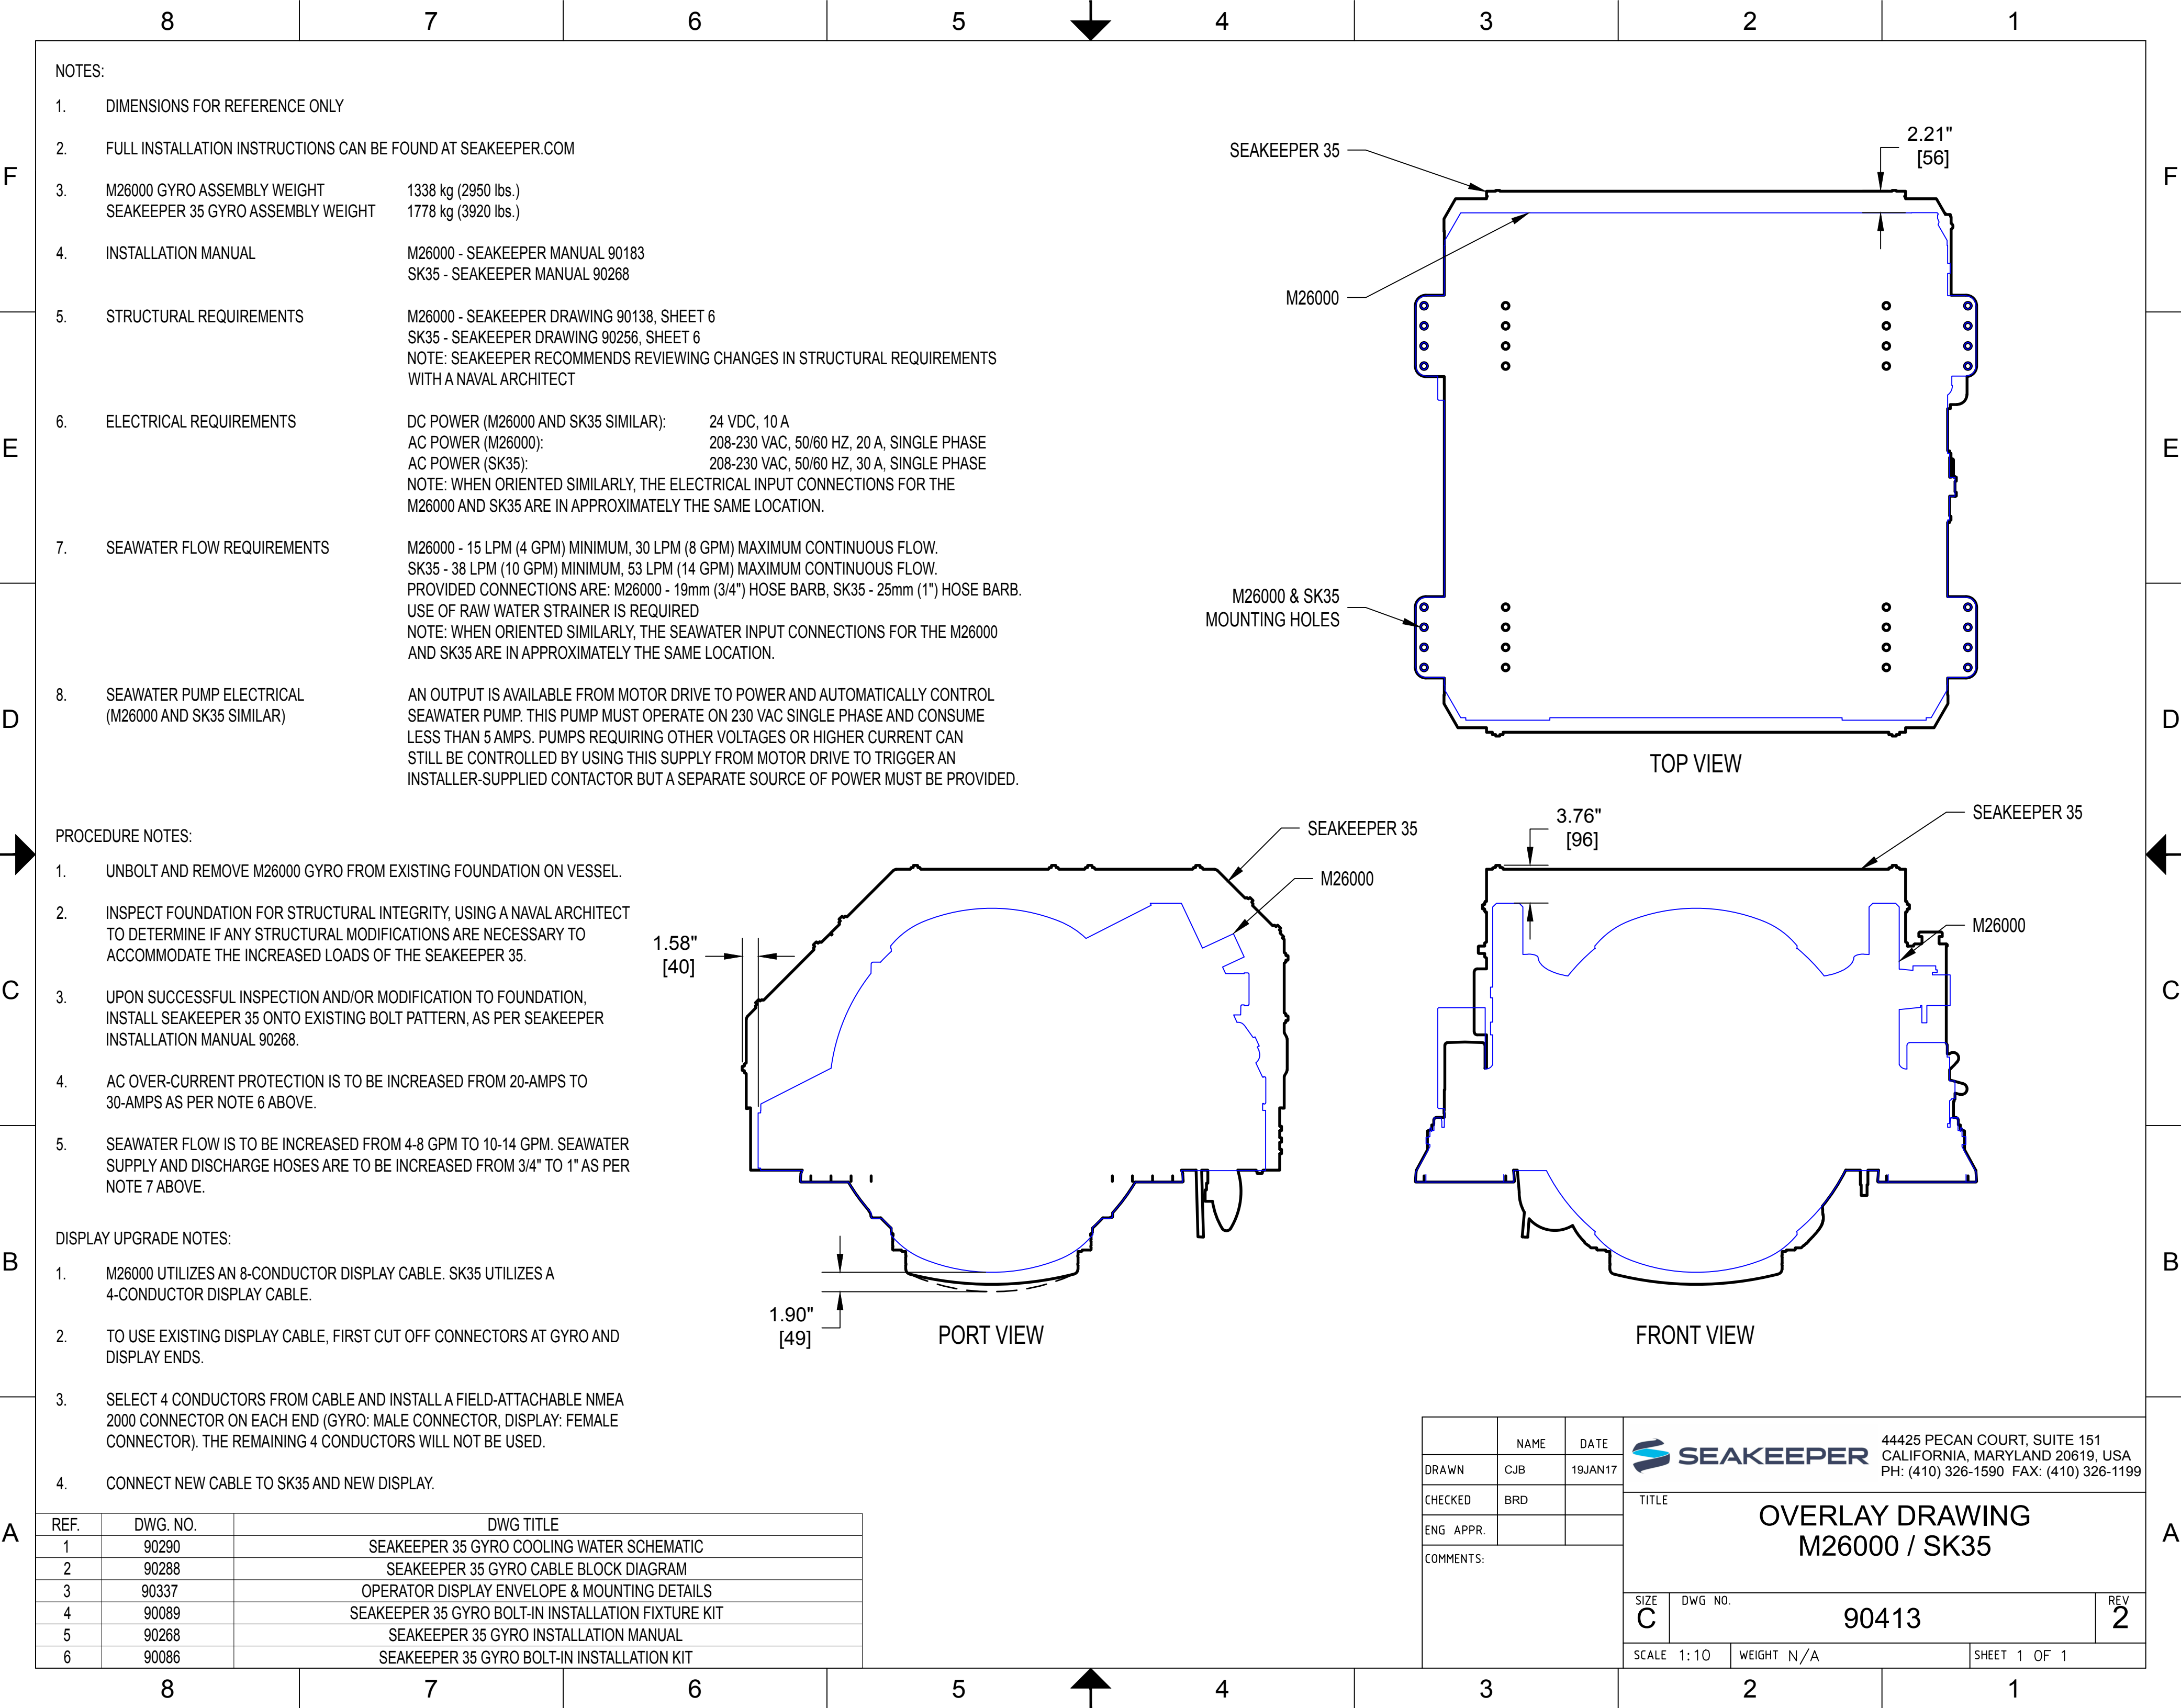 8 7 6 5 4 3 2 1
NOTES:
1. DIMENSIONS FOR REFERENCE ONLY
2. FULL INSTALLATION INSTRUCTIONS CAN BE FOUND AT SEAKEEPER.COM
3. M26000 GYRO ASSEMBLY WEIGHT 1338 kg (2950 lbs.)
SEAKEEPER 35 GYRO ASSEMBLY WEIGHT 1778 kg (3920 lbs.)
4. INSTALLATION MANUAL M26000 - SEAKEEPER MANUAL 90183
SK35 - SEAKEEPER MANUAL 90268
5. STRUCTURAL REQUIREMENTS M26000 - SEAKEEPER DRAWING 90138, SHEET 6
SK35 - SEAKEEPER DRAWING 90256, SHEET 6
NOTE: SEAKEEPER RECOMMENDS REVIEWING CHANGES IN STRUCTURAL REQUIREMENTS
WITH A NAVAL ARCHITECT
6. ELECTRICAL REQUIREMENTS DC POWER (M26000 AND SK35 SIMILAR): 24 VDC, 10 A
AC POWER (M26000): 208-230 VAC, 50/60 HZ, 20 A, SINGLE PHASE
AC POWER (SK35): 208-230 VAC, 50/60 HZ, 30 A, SINGLE PHASE
NOTE: WHEN ORIENTED SIMILARLY, THE ELECTRICAL INPUT CONNECTIONS FOR THE
M26000 AND SK35 ARE IN APPROXIMATELY THE SAME LOCATION.
7. SEAWATER FLOW REQUIREMENTS M26000 - 15 LPM (4 GPM) MINIMUM, 30 LPM (8 GPM) MAXIMUM CONTINUOUS FLOW.
SK35 - 38 LPM (10 GPM) MINIMUM, 53 LPM (14 GPM) MAXIMUM CONTINUOUS FLOW.
PROVIDED CONNECTIONS ARE: M26000 - 19mm (3/4") HOSE BARB, SK35 - 25mm (1") HOSE BARB.
USE OF RAW WATER STRAINER IS REQUIRED
NOTE: WHEN ORIENTED SIMILARLY, THE SEAWATER INPUT CONNECTIONS FOR THE M26000
AND SK35 ARE IN APPROXIMATELY THE SAME LOCATION.
8. SEAWATER PUMP ELECTRICAL AN OUTPUT IS AVAILABLE FROM MOTOR DRIVE TO POWER AND AUTOMATICALLY CONTROL
(M26000 AND SK35 SIMILAR) SEAWATER PUMP. THIS PUMP MUST OPERATE ON 230 VAC SINGLE PHASE AND CONSUME
LESS THAN 5 AMPS. PUMPS REQUIRING OTHER VOLTAGES OR HIGHER CURRENT CAN
STILL BE CONTROLLED BY USING THIS SUPPLY FROM MOTOR DRIVE TO TRIGGER AN
INSTALLER-SUPPLIED CONTACTOR BUT A SEPARATE SOURCE OF POWER MUST BE PROVIDED.
PROCEDURE NOTES:
1. UNBOLT AND REMOVE M26000 GYRO FROM EXISTING FOUNDATION ON VESSEL.
2. INSPECT FOUNDATION FOR STRUCTURAL INTEGRITY, USING A NAVAL ARCHITECT
TO DETERMINE IF ANY STRUCTURAL MODIFICATIONS ARE NECESSARY TO
ACCOMMODATE THE INCREASED LOADS OF THE SEAKEEPER 35.
3. UPON SUCCESSFUL INSPECTION AND/OR MODIFICATION TO FOUNDATION,
INSTALL SEAKEEPER 35 ONTO EXISTING BOLT PATTERN, AS PER SEAKEEPER
INSTALLATION MANUAL 90268.
4. AC OVER-CURRENT PROTECTION IS TO BE INCREASED FROM 20-AMPS TO
30-AMPS AS PER NOTE 6 ABOVE.
5. SEAWATER FLOW IS TO BE INCREASED FROM 4-8 GPM TO 10-14 GPM. SEAWATER
SUPPLY AND DISCHARGE HOSES ARE TO BE INCREASED FROM 3/4" TO 1" AS PER
NOTE 7 ABOVE.
DISPLAY UPGRADE NOTES:
1. M26000 UTILIZES AN 8-CONDUCTOR DISPLAY CABLE. SK35 UTILIZES A
4-CONDUCTOR DISPLAY CABLE.
2. TO USE EXISTING DISPLAY CABLE, FIRST CUT OFF CONNECTORS AT GYRO AND
DISPLAY ENDS.
3. SELECT 4 CONDUCTORS FROM CABLE AND INSTALL A FIELD-ATTACHABLE NMEA
2000 CONNECTOR ON EACH END (GYRO: MALE CONNECTOR, DISPLAY: FEMALE
CONNECTOR). THE REMAINING 4 CONDUCTORS WILL NOT BE USED.
4. CONNECT NEW CABLE TO SK35 AND NEW DISPLAY.
REF. DWG. NO. DWG TITLE
1 90290 SEAKEEPER 35 GYRO COOLING WATER SCHEMATIC
2 90288 SEAKEEPER 35 GYRO CABLE BLOCK DIAGRAM
3 90337 OPERATOR DISPLAY ENVELOPE & MOUNTING DETAILS
4 90089 SEAKEEPER 35 GYRO BOLT-IN INSTALLATION FIXTURE KIT
5 90268 SEAKEEPER 35 GYRO INSTALLATION MANUAL
6 90086 SEAKEEPER 35 GYRO BOLT-IN INSTALLATION KIT
SEAKEEPER 35
2.21"
[56]
M26000
M26000 & SK35
MOUNTING HOLES
TOP VIEW
SEAKEEPER 35
M26000
1.58"
[40]
1.90"
[49]
PORT VIEW
3.76"
[96]
SEAKEEPER 35
M26000
FRONT VIEW
NAME DATE
DRAWN CJB 19JAN17
CHECKED BRD
ENG APPR.
COMMENTS:
SEAKEEPER
44425 PECAN COURT, SUITE 151
CALIFORNIA, MARYLAND 20619, USA
PH: (410) 326-1590 FAX: (410) 326-1199
TITLE
OVERLAY DRAWING
M26000 / SK35
SIZE
C
DWG NO.
90413
REV
2
SCALE 1:10 WEIGHT N/A SHEET 1 OF 1
F F
E E
D D
C C
B B
A A
8 7 6 5 4 3 2 1